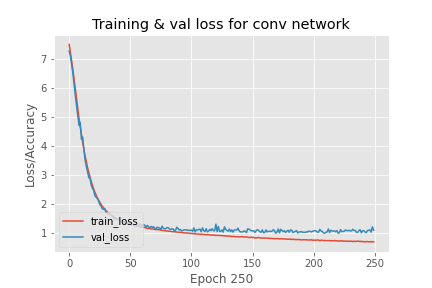 Training & val loss for conv network
Loss/Accuracy
7
6
5
4
3
2
1
train_loss
val_loss
0
50
100
150
200
250
Epoch 250